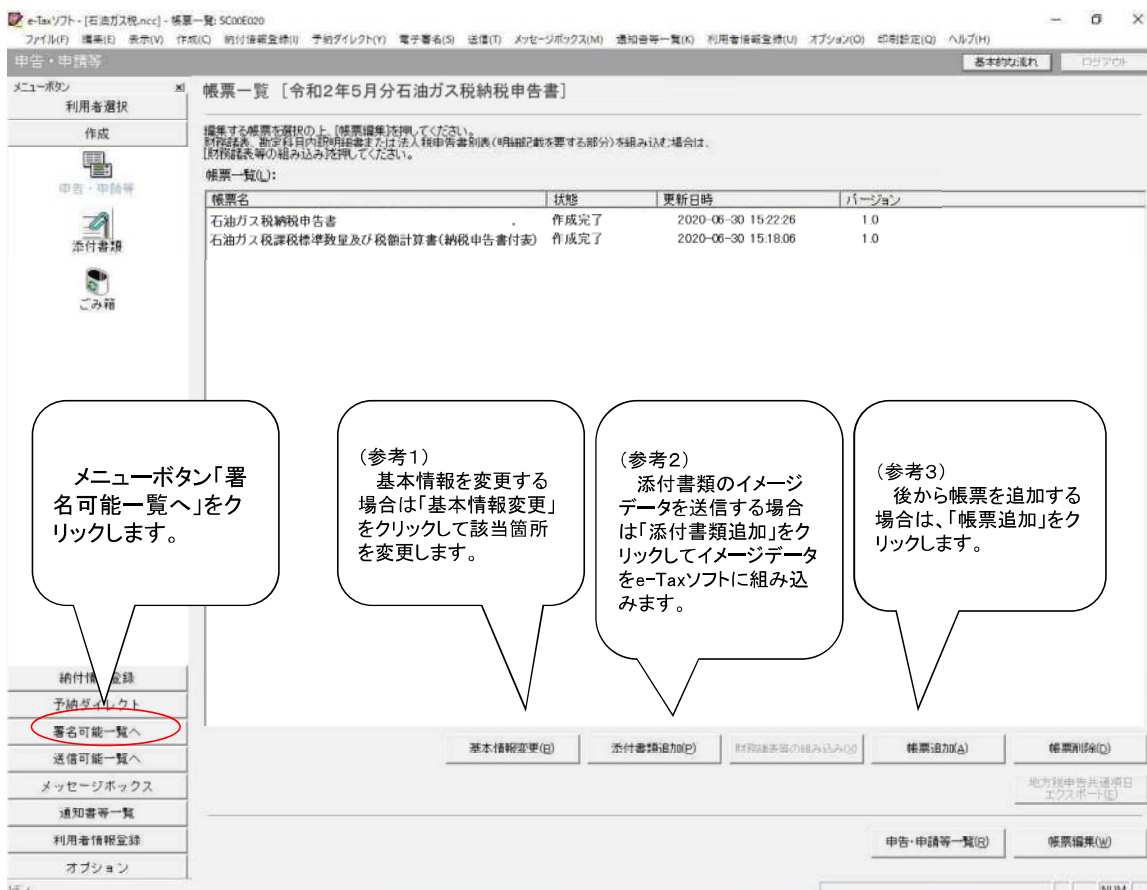 e-Taxソフト - [石油ガス税.ncc] - 帳票一覧: SC00E020
ファイル(F) 編集(E) 表示(V) 作成(C) 納付情報登録(I) 予納ダイレクト(Y) 電子署名(S) 送信(T) メッセージボックス(M) 通知書等一覧(K) 利用者情報登録(U) オプション(O) 印刷設定(Q) ヘルプ(H)
申告・申請等
基本的な流れ
ログアウト
メニューボタン
利用者選択
作成
申告・申請等
添付書類
ごみ箱
帳票一覧 [令和2年5月分石油ガス税納税申告書]
編集する帳票を選択の上、[帳票編集]を押してください。
財務諸表、勘定科目内訳明細書または法人税申告書別表(明細記載を要する部分)を組み込む場合は、
[財務諸表等の組み込み]を押してください。
帳票一覧(L):
帳票名 状態 更新日時 バージョン
石油ガス税納税申告書 作成完了 2020-06-30 15:22:26 1.0
石油ガス税課税標準数量及び税額計算書(納税申告書付表) 作成完了 2020-06-30 15:18:06 1.0
メニューボタン「署
名可能一覧へ」をク
リックします。
(参考1)
基本情報を変更する
場合は「基本情報変更」
をクリックして該当箇所
を変更します。
(参考2)
添付書類のイメージ
データを送信する場合
は「添付書類追加」をク
リックしてイメージデータ
をe-Taxソフトに組み込
みます。
(参考3)
後から帳票を追加する
場合は、「帳票追加」をク
リックします。
納付情 登録
予納ダイレクト
署名可能一覧へ
送信可能一覧へ
メッセージボックス
通知書等一覧
利用者情報登録
オプション
基本情報変更(B)
添付書類追加(P)
財務諸表等の組み込み(X)
帳票追加(A)
帳票削除(D)
地方税申告共通項目
エクスポート(E)
申告・申請等一覧(R)
帳票編集(W)
NUM